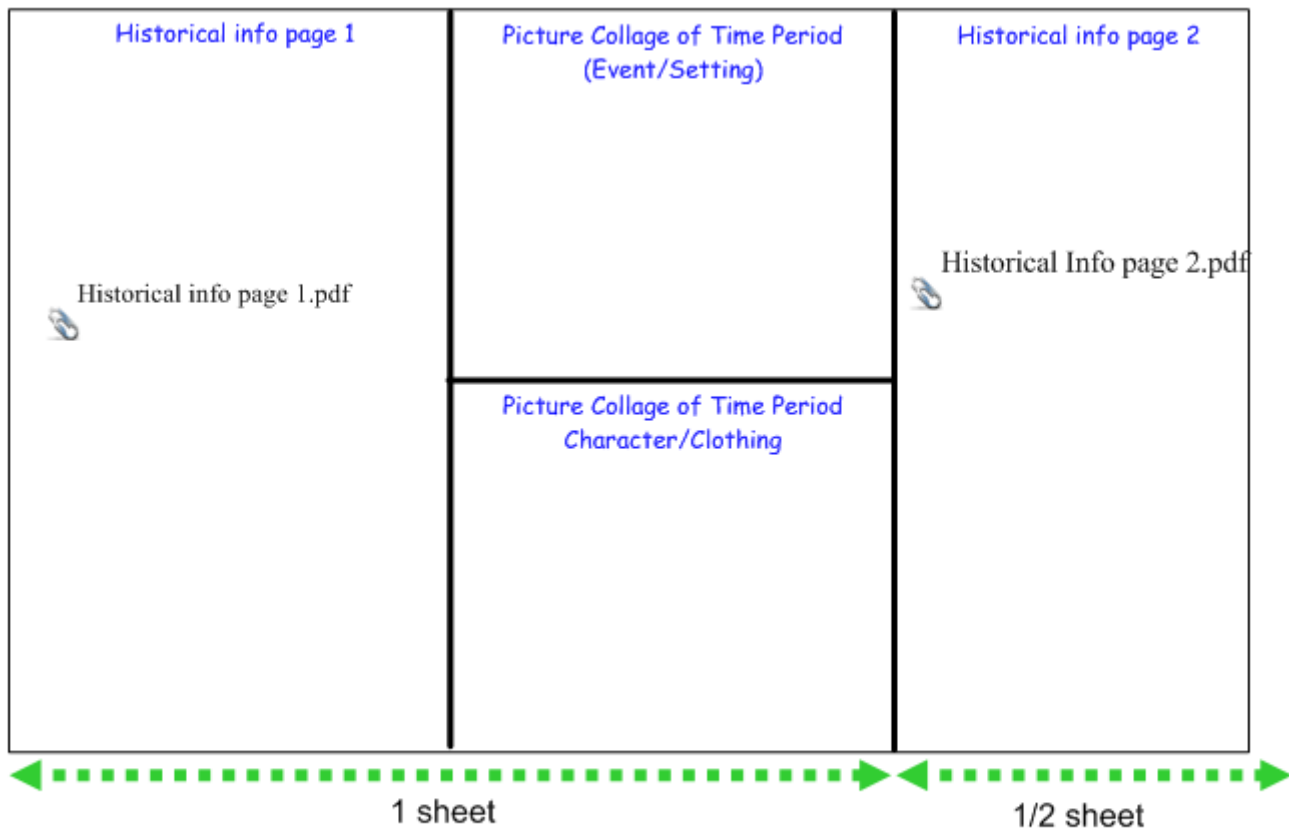 Historical info page 1
Historical info page 1.pdf
Picture Collage of Time Period
(Event/Setting)
Picture Collage of Time Period
Character/Clothing
Historical info page 2
Historical Info page 2.pdf
1 sheet
1/2 sheet